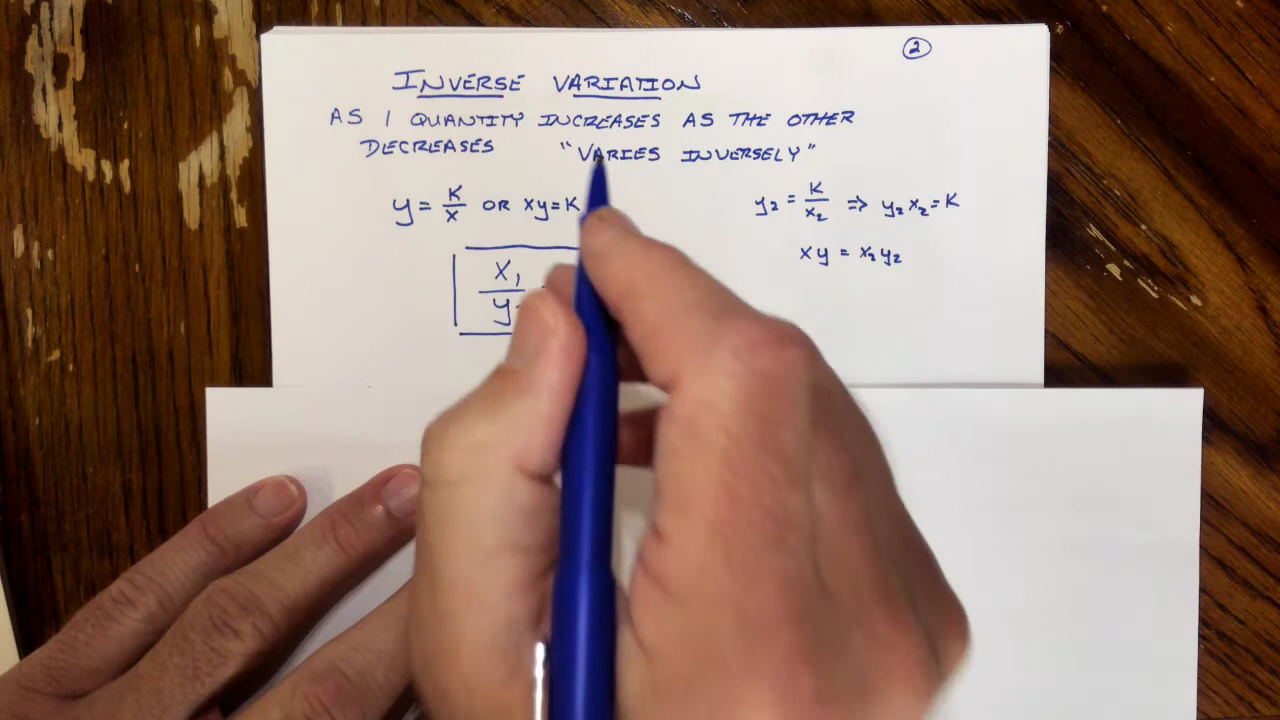 2
INVERSE VARIATION
AS 1 QUANTITY INCREASES AS THE OTHER
DECREASES "VARIES INVERSELY"
y = K/x OR xy = K
y₂ = K/x₂ ⇒ y₂x₂ = K
xy = x₂y₂
x₁